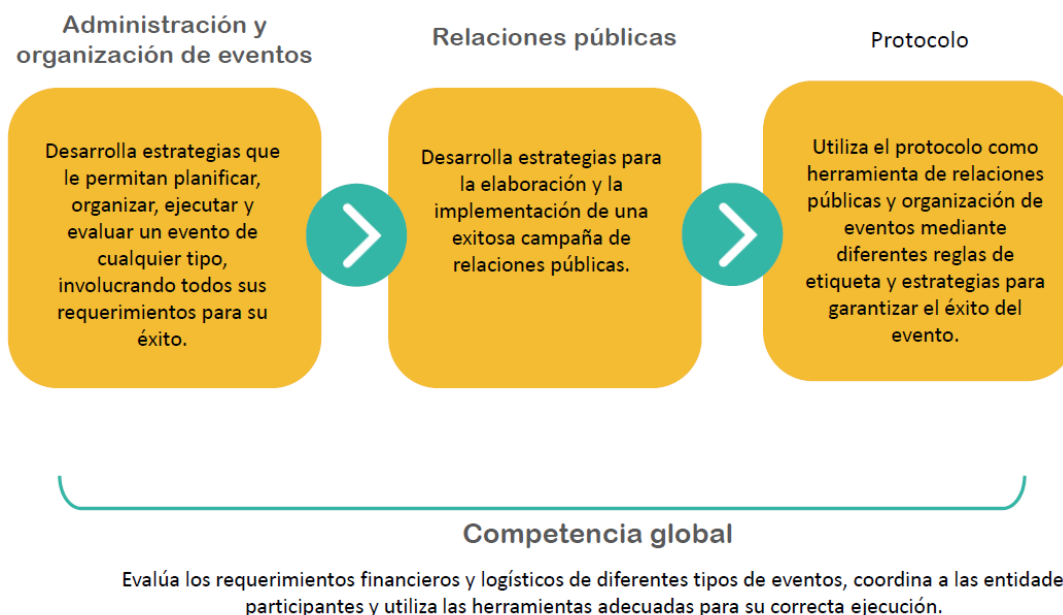 Administración y
organización de eventos
Relaciones públicas
Protocolo
Desarrolla estrategias que
le permitan planificar,
organizar, ejecutar y
evaluar un evento de
cualquier tipo,
involucrando todos sus
requerimientos para su
éxito.
Desarrolla estrategias para
la elaboración y la
implementación de una
exitosa campaña de
relaciones públicas.
Utiliza el protocolo como
herramienta de relaciones
públicas y organización de
eventos mediante
diferentes reglas de
etiqueta y estrategias para
garantizar el éxito del
evento.
Competencia global
Evalúa los requerimientos financieros y logísticos de diferentes tipos de eventos, coordina a las entidade
participantes y utiliza las herramientas adecuadas para su correcta ejecución.